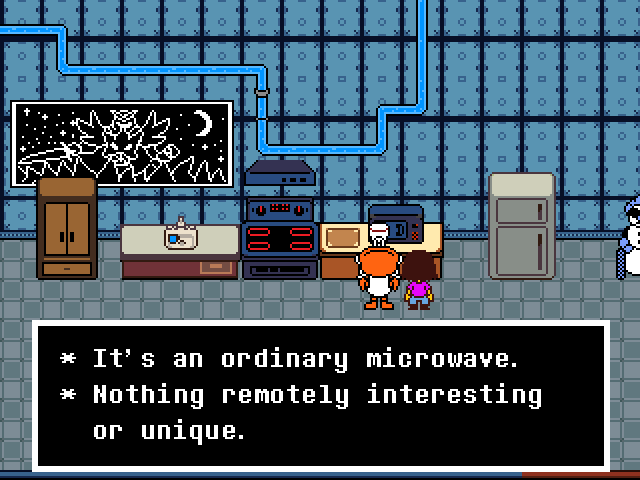 * It's an ordinary microwave.
* Nothing remotely interesting
or unique.